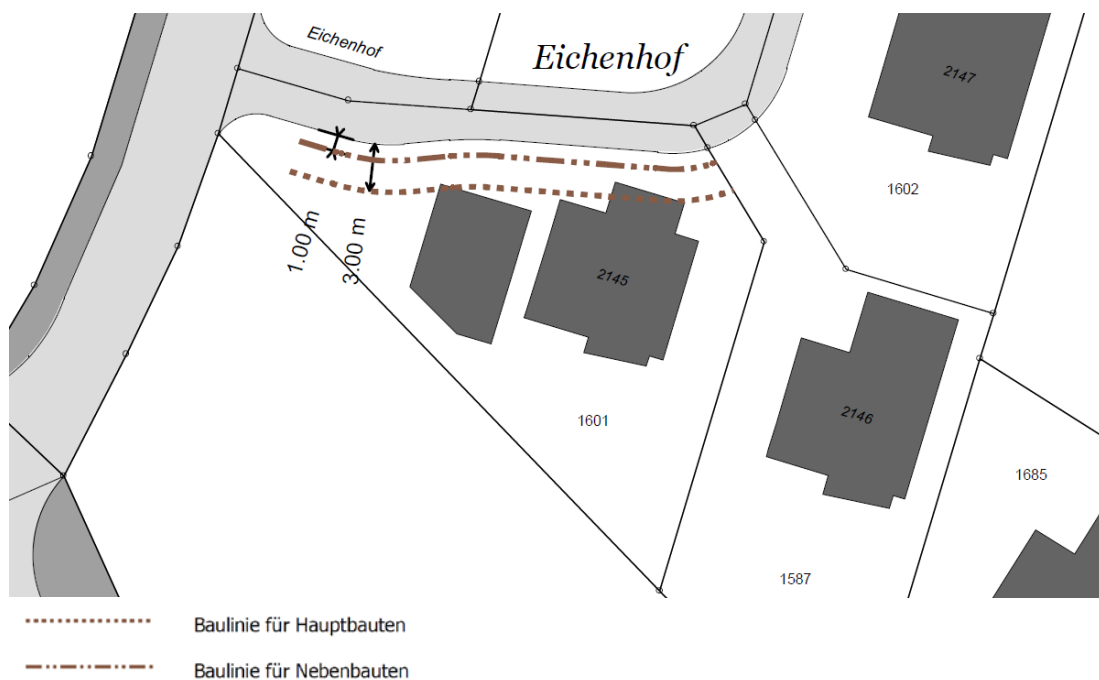 Eichenhof
Eichenhof
2147
1602
1.00 m
3.00 m
2145
2146
1601
1685
1587
Baulinie für Hauptbauten
Baulinie für Nebenbauten